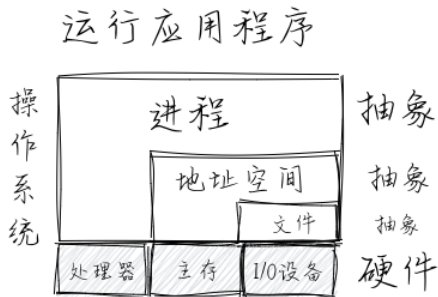 运行应用程序
操作系统
进程
抽象
地址空间
抽象
文件
抽象
处理器
主存
I/O设备
硬件